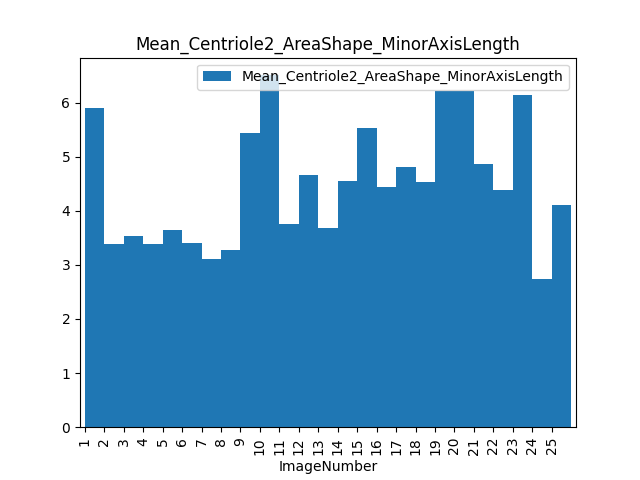 Mean_Centriole2_AreaShape_MinorAxisLength
Mean_Centriole2_AreaShape_MinorAxisLength
6
5
4
3
2
1
0
1 2 3 4 5 6 7 8 9 10 11 12 13 14 15 16 17 18 19 20 21 22 23 24 25
ImageNumber